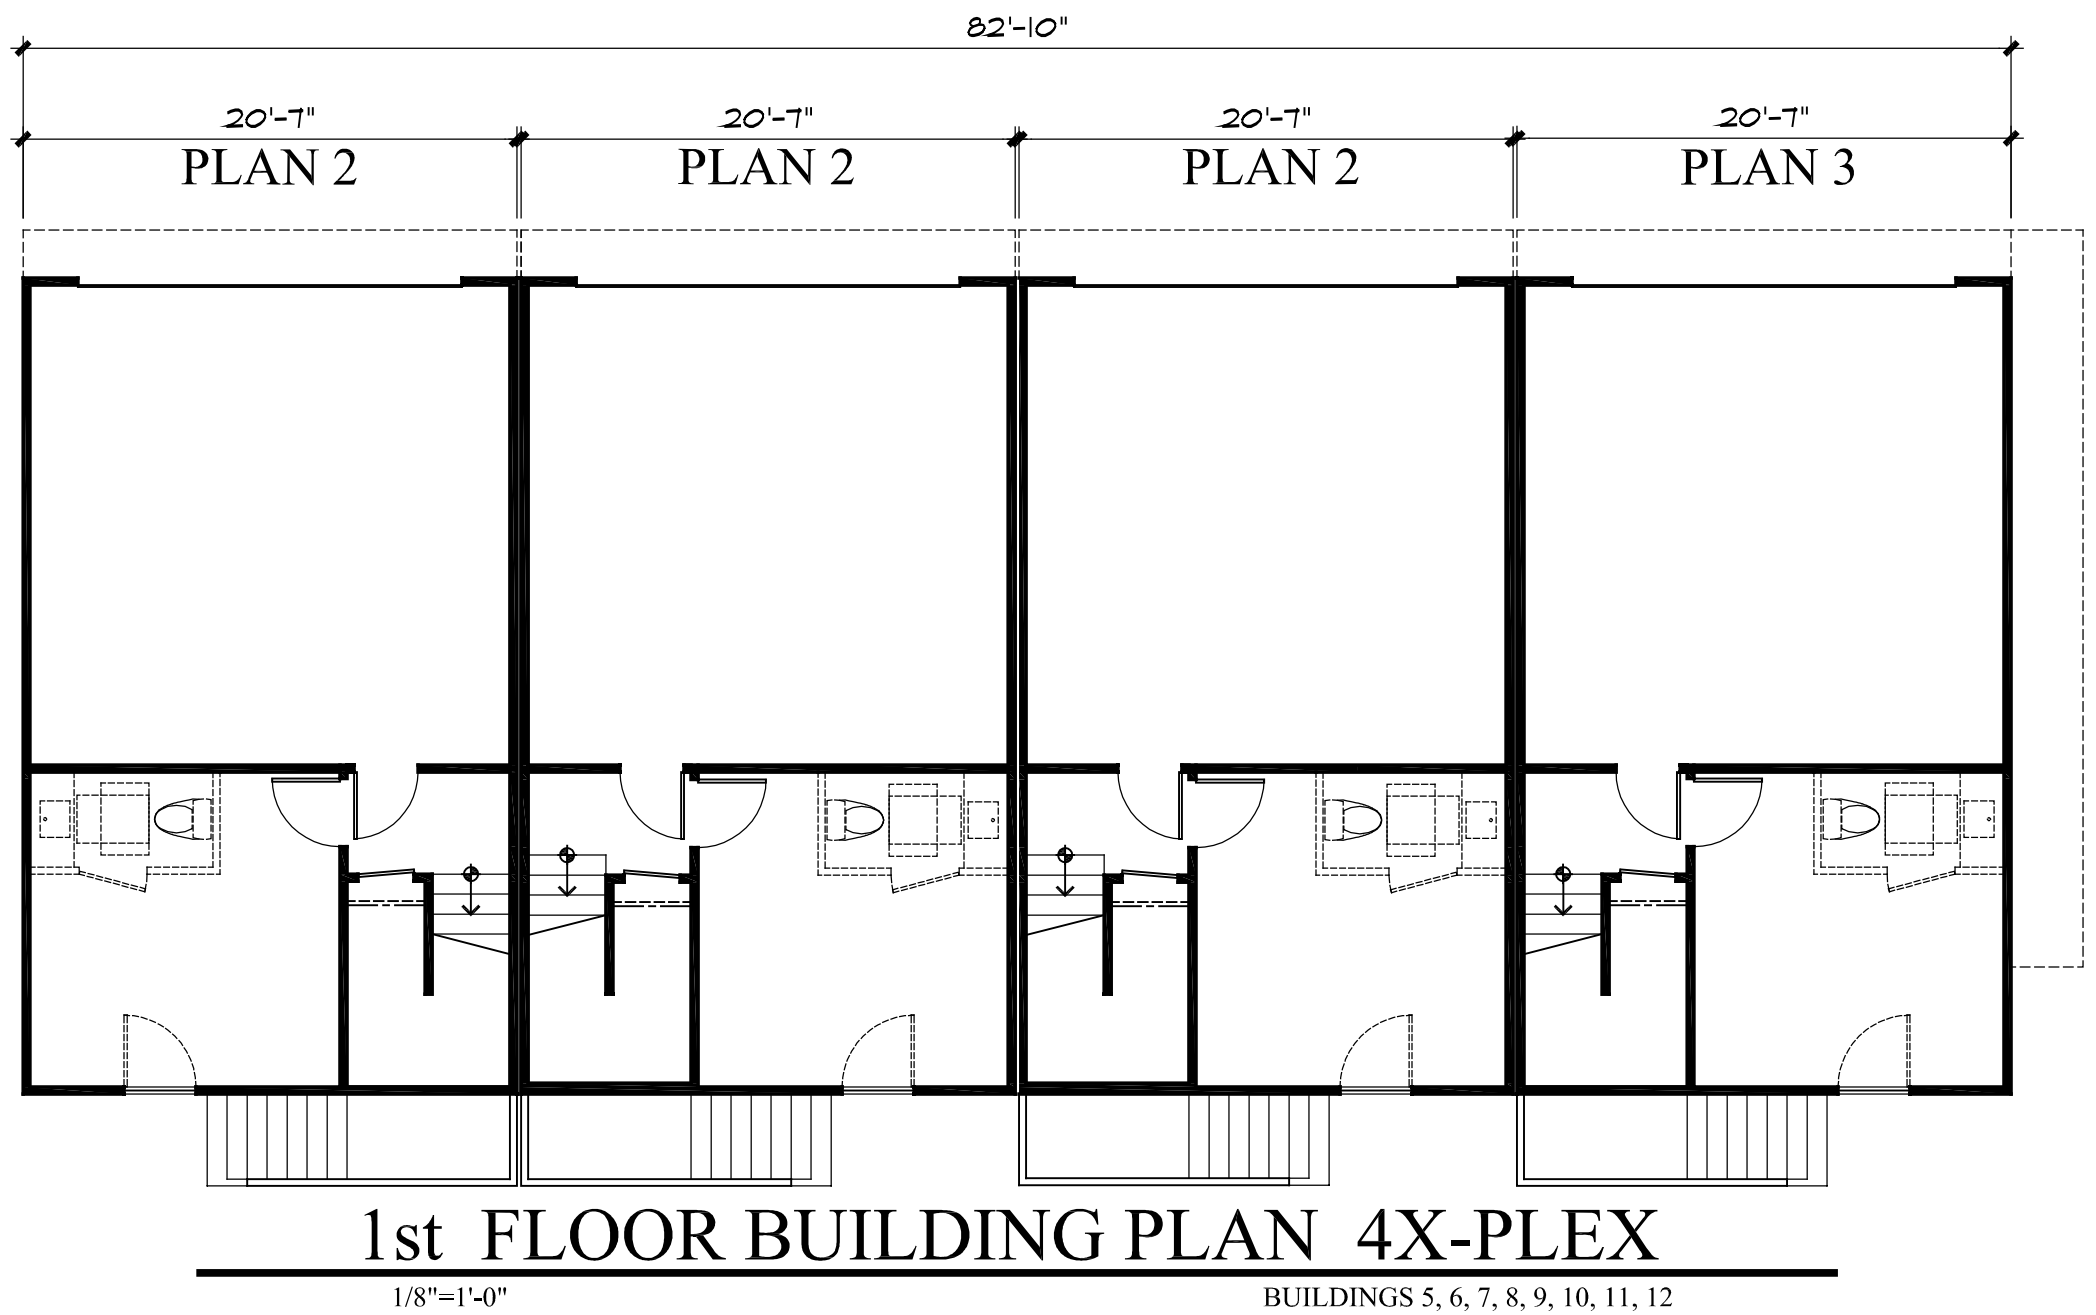 82'-10"
20'-7" 20'-7" 20'-7" 20'-7"
PLAN 2 PLAN 2 PLAN 2 PLAN 3
1st FLOOR BUILDING PLAN 4X-PLEX
1/8"=1'-0" BUILDINGS 5, 6, 7, 8, 9, 10, 11, 12